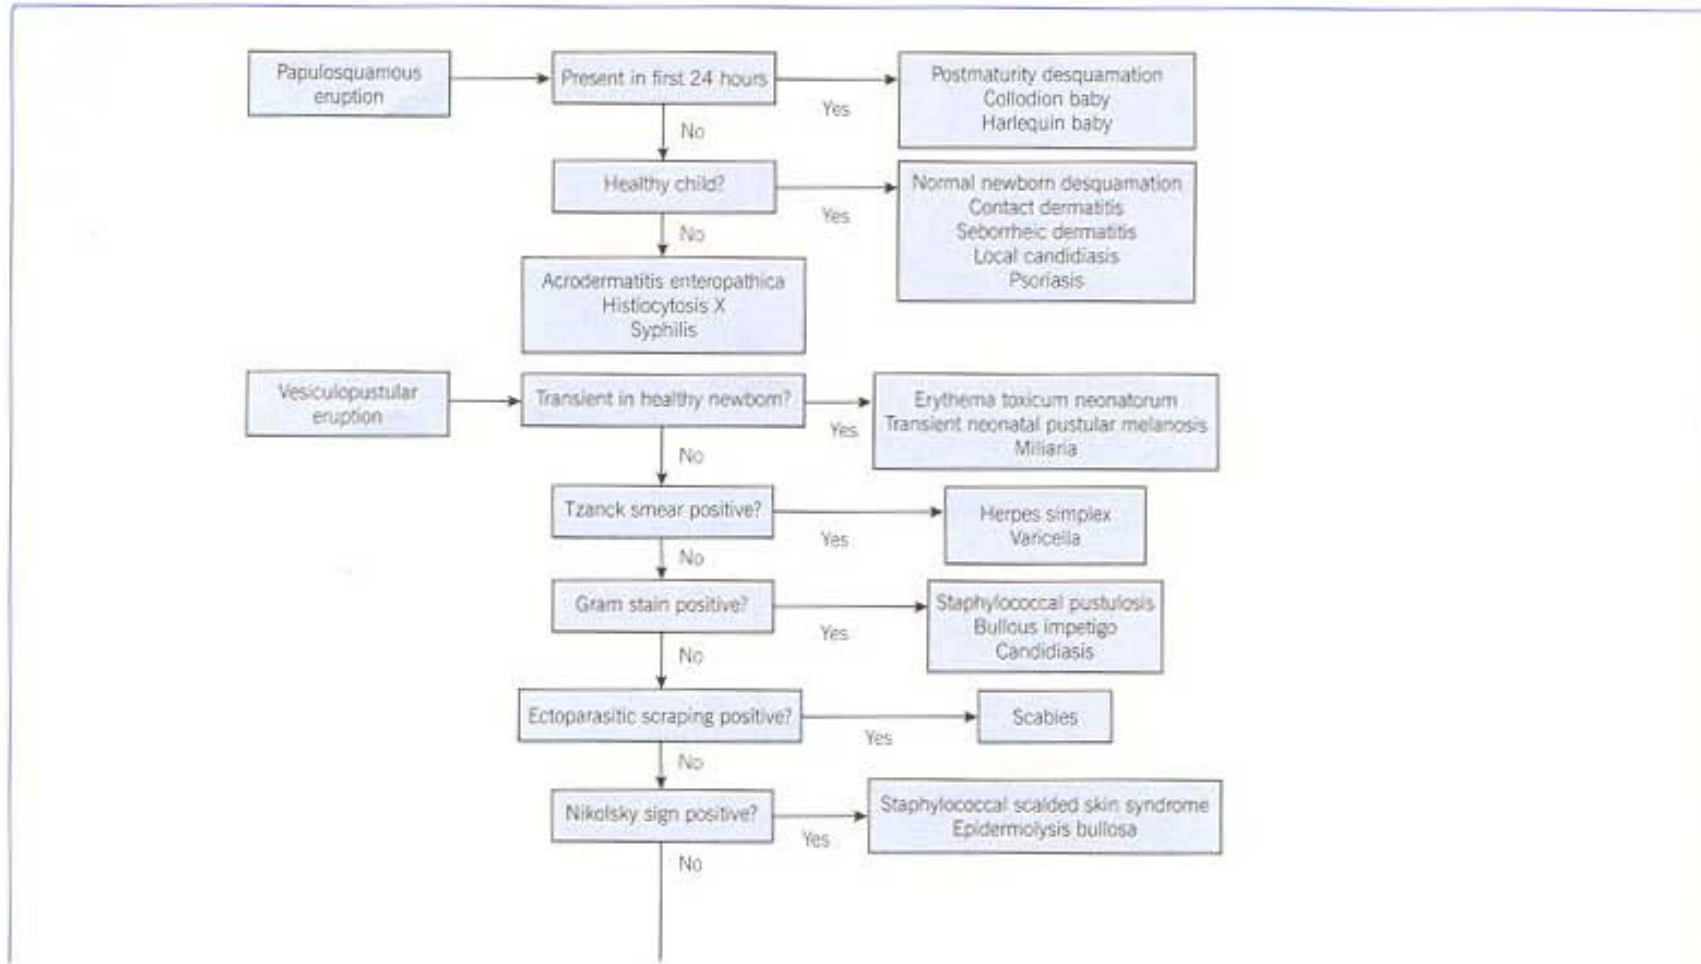 Papulosquamous
eruption
Present in first 24 hours
Yes
Postmaturity desquamation
Collodion baby
Harlequin baby
No
Healthy child?
Yes
Normal newborn desquamation
Contact dermatitis
Seborrheic dermatitis
Local candidiasis
Psoriasis
No
Acrodermatitis enteropathica
Histiocytosis X
Syphilis
Vesiculopustular
eruption
Transient in healthy newborn?
Yes
Erythema toxicum neonatorum
Transient neonatal pustular melanosis
Miliaria
No
Tzanck smear positive?
Yes
Herpes simplex
Varicella
No
Gram stain positive?
Yes
Staphylococcal pustulosis
Bullous impetigo
Candidiasis
No
Ectoparasitic scraping positive?
Yes
Scabies
No
Nikolsky sign positive?
Yes
Staphylococcal scalded skin syndrome
Epidermolysis bullosa
No